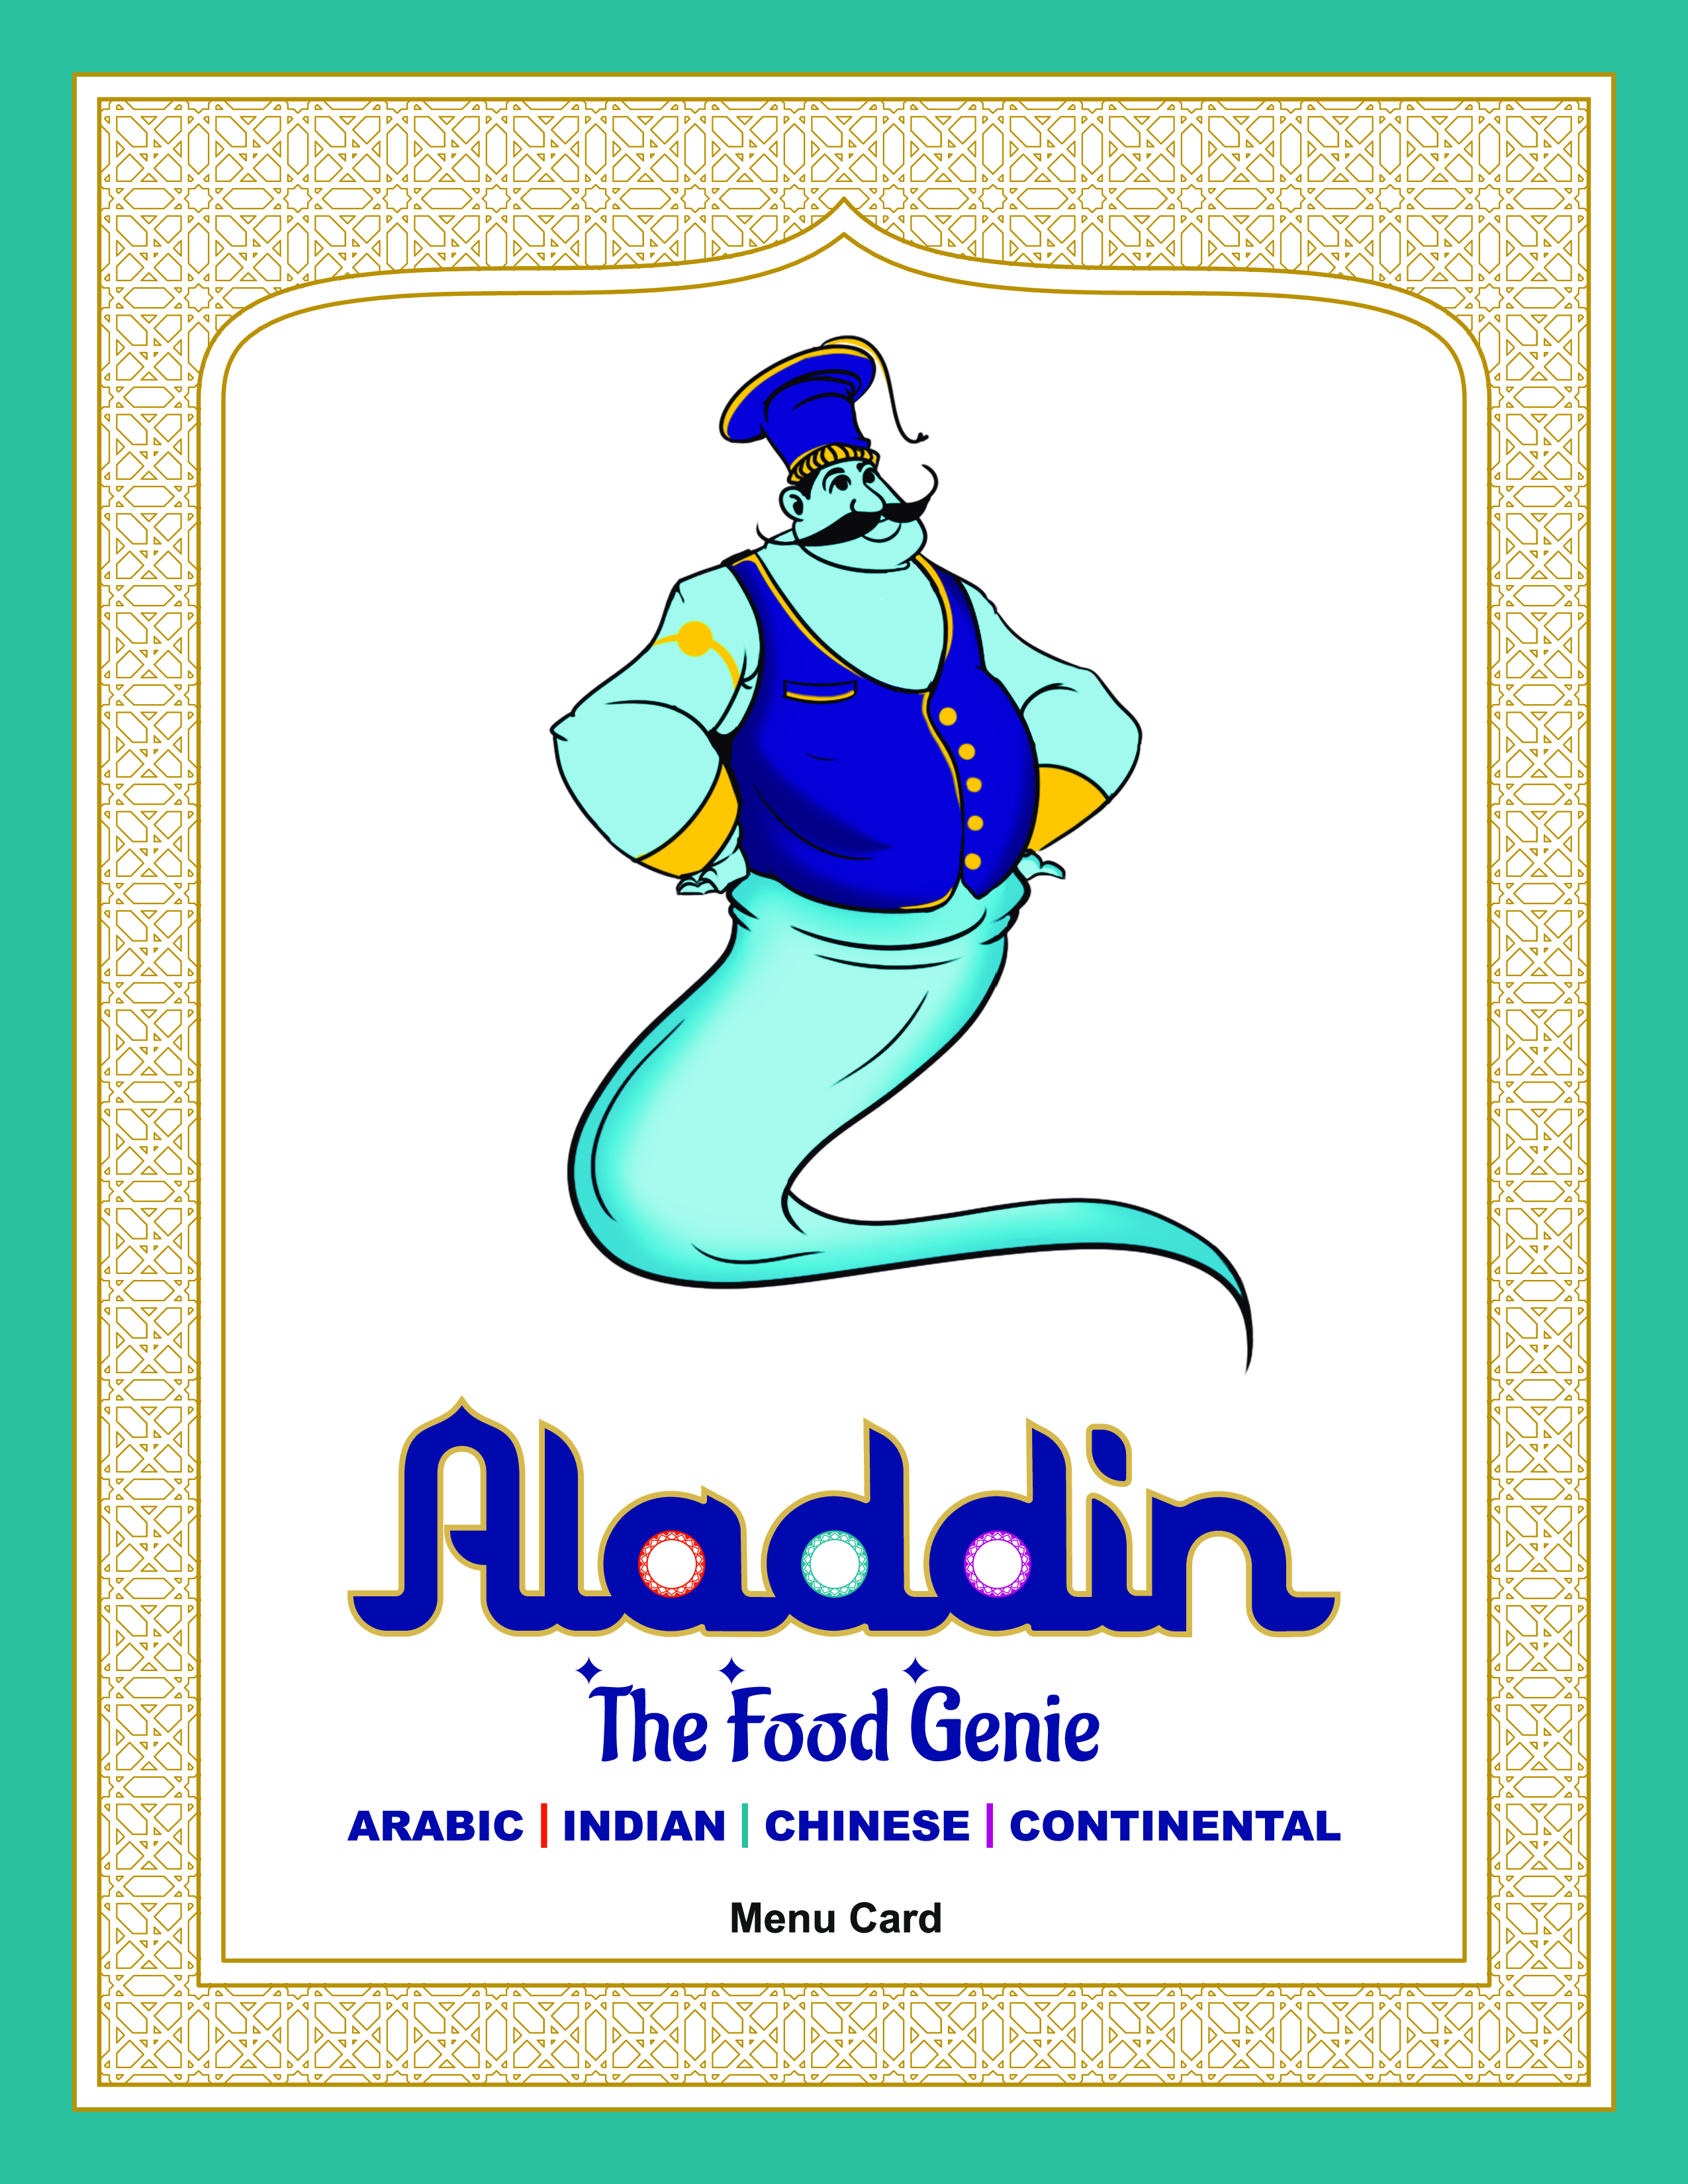 Aladdin
The Food Genie
ARABIC | INDIAN | CHINESE | CONTINENTAL
Menu Card